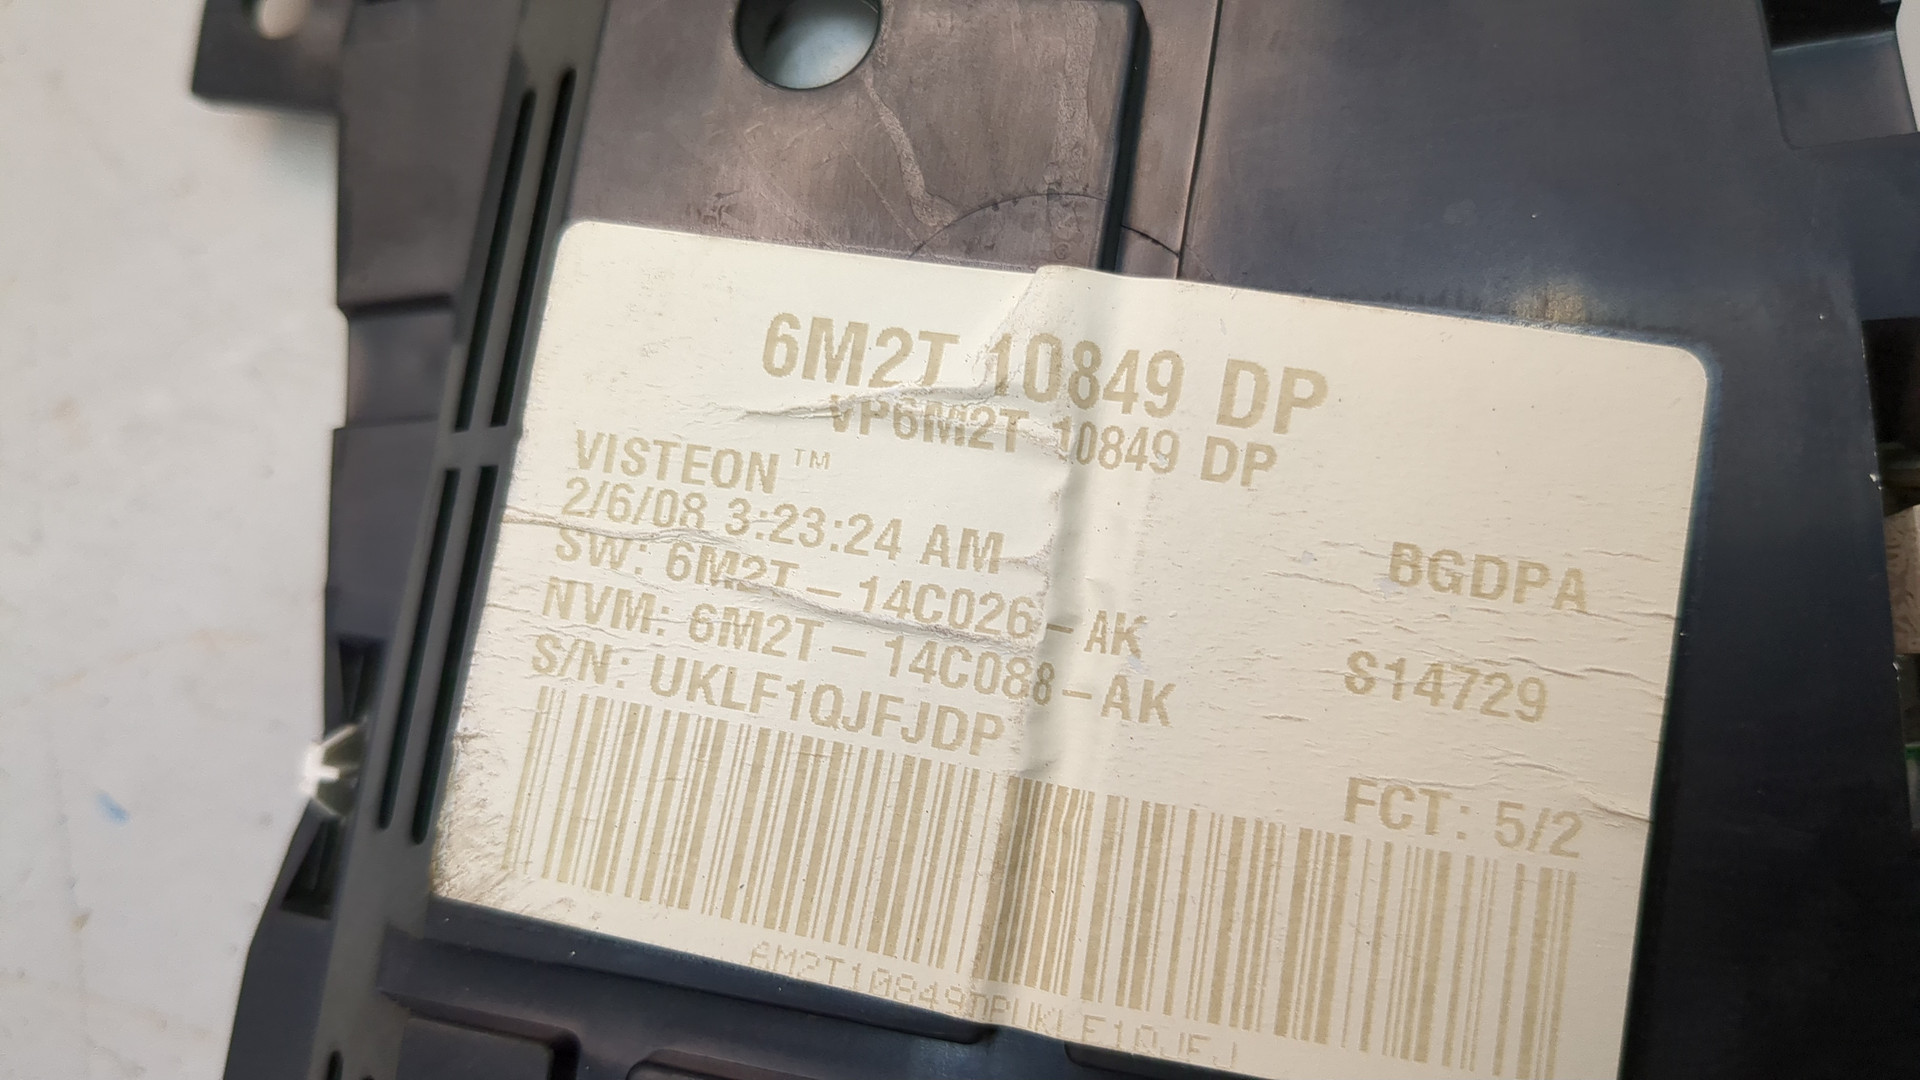 6M2T 10849 DP
VP6M2T 10849 DP
VISTEON™
2/6/08 3:23:24 AM
SW: 6M2T - 14C026 - AK
BGDPA
NVM: 6M2T - 14C088 - AK
S14729
S/N: UKLF1QJFJDP
FCT: 5/2
AM2T10849DPUKLF1QJFJ